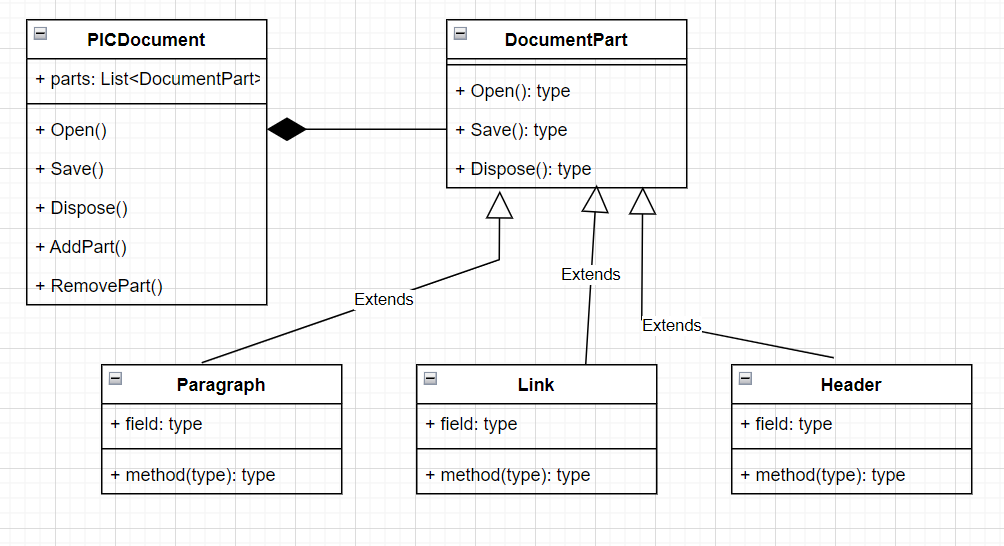 PICDocument
+ parts: List<DocumentPart>
+ Open()
+ Save()
+ Dispose()
+ AddPart()
+ RemovePart()
DocumentPart
+ Open(): type
+ Save(): type
+ Dispose(): type
Extends
Extends
Extends
Paragraph
+ field: type
+ method(type): type
Link
+ field: type
+ method(type): type
Header
+ field: type
+ method(type): type